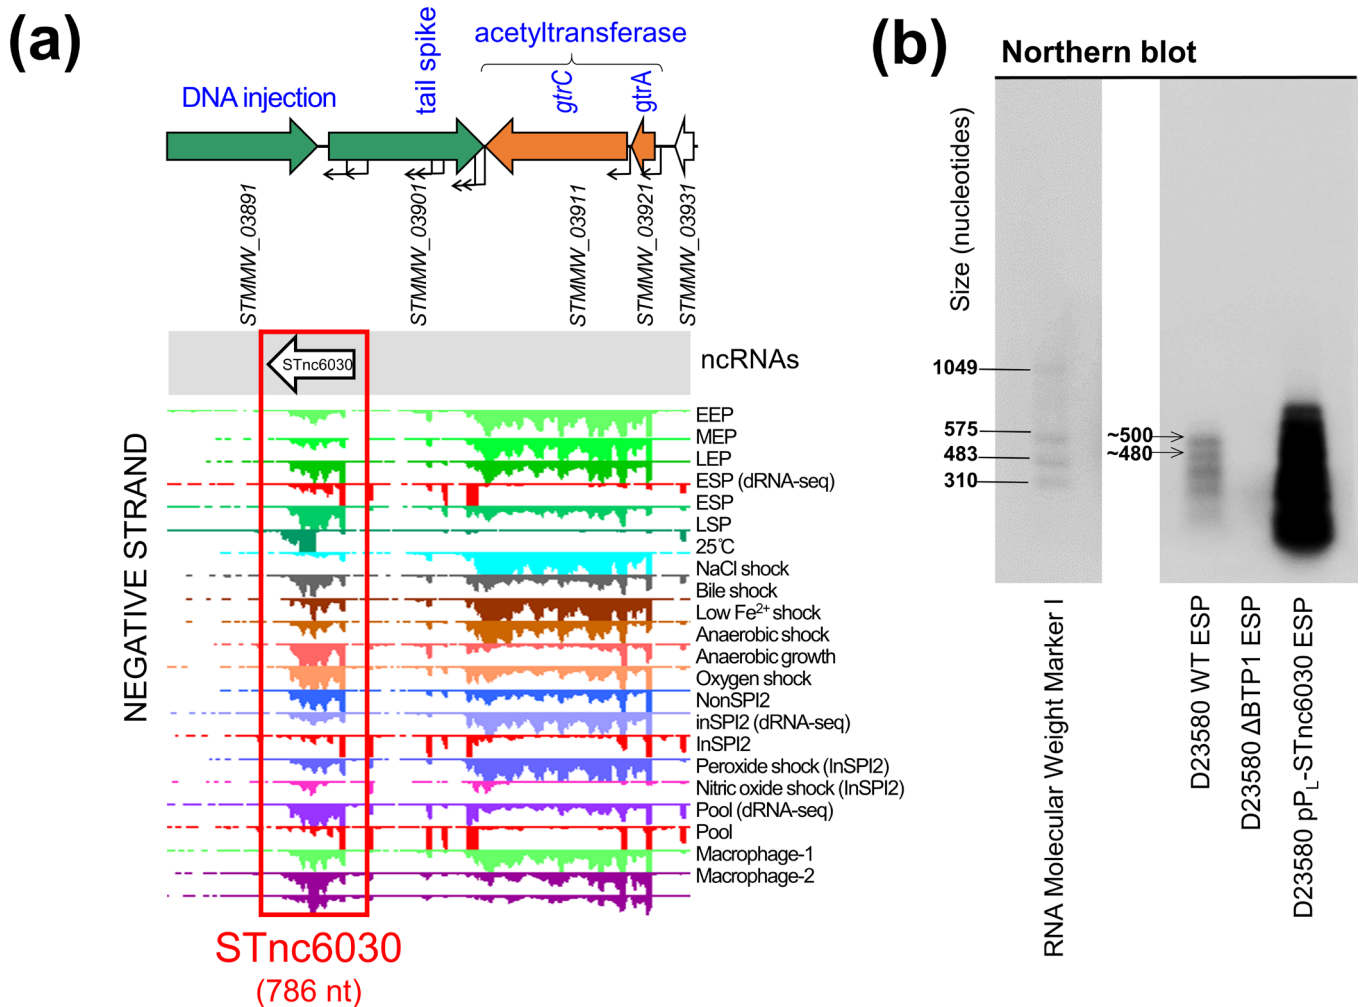 (a)
DNA injection
tail spike
acetyltransferase
gtrC
gtrA
STMMW_03891
STMMW_03901
STMMW_03911
STMMW_03921
STMMW_03931
STnc6030
ncRNAs
NEGATIVE STRAND
EEP
MEP
LEP
ESP (dRNA-seq)
ESP
LSP
25℃
NaCl shock
Bile shock
Low Fe²⁺ shock
Anaerobic shock
Anaerobic growth
Oxygen shock
NonSPI2
inSPI2 (dRNA-seq)
InSPI2
Peroxide shock (InSPI2)
Nitric oxide shock (InSPI2)
Pool (dRNA-seq)
Pool
Macrophage-1
Macrophage-2
STnc6030
(786 nt)
(b)
Northern blot
Size (nucleotides)
1049
575
483
310
~500
~480
RNA Molecular Weight Marker I
D23580 WT ESP
D23580 ΔBTP1 ESP
D23580 pP_L-STnc6030 ESP